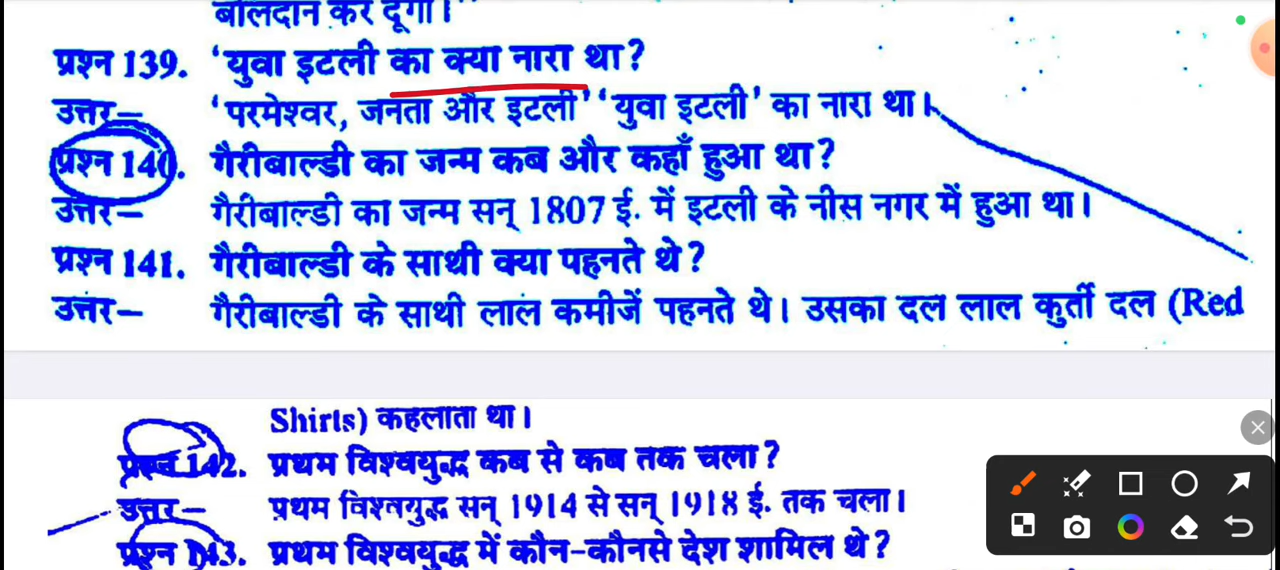 बलिदान कर दूंगा।
प्रश्न 139. 'युवा इटली का क्या नारा था?
उत्तर– 'परमेश्वर, जनता और इटली' 'युवा इटली' का नारा था।
प्रश्न 140. गैरीबाल्डी का जन्म कब और कहाँ हुआ था?
उत्तर– गैरीबाल्डी का जन्म सन् 1807 ई. में इटली के नीस नगर में हुआ था।
प्रश्न 141. गैरीबाल्डी के साथी क्या पहनते थे?
उत्तर– गैरीबाल्डी के साथी लाल कमीजें पहनते थे। उसका दल लाल कुर्ती दल (Red
Shirts) कहलाता था।
प्रश्न 142. प्रथम विश्वयुद्ध कब से कब तक चला?
उत्तर– प्रथम विश्वयुद्ध सन् 1914 से सन् 1918 ई. तक चला।
प्रश्न 143. प्रथम विश्वयुद्ध में कौन-कौनसे देश शामिल थे?